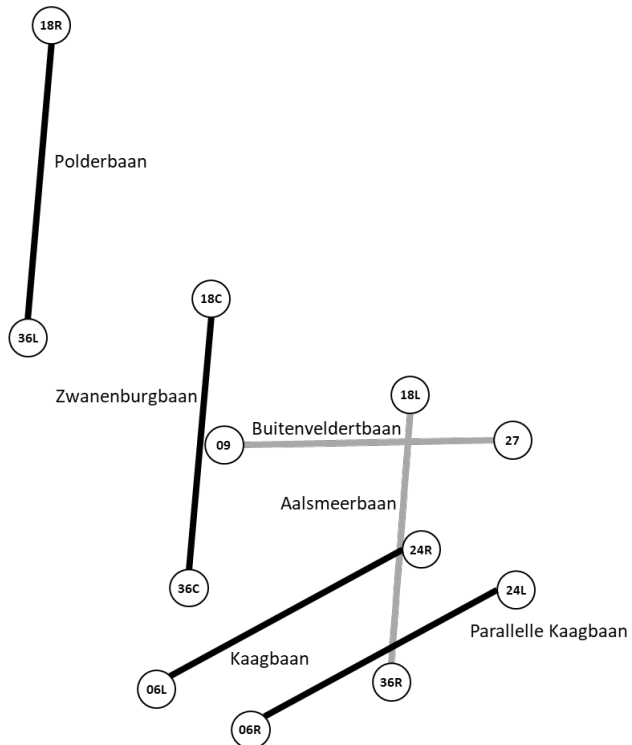 18R
Polderbaan
36L
18C
Zwanenburgbaan
18L
Buitenveldertbaan
09
27
Aalsmeerbaan
24R
36C
24L
Parallelle Kaagbaan
Kaagbaan
06L
36R
06R